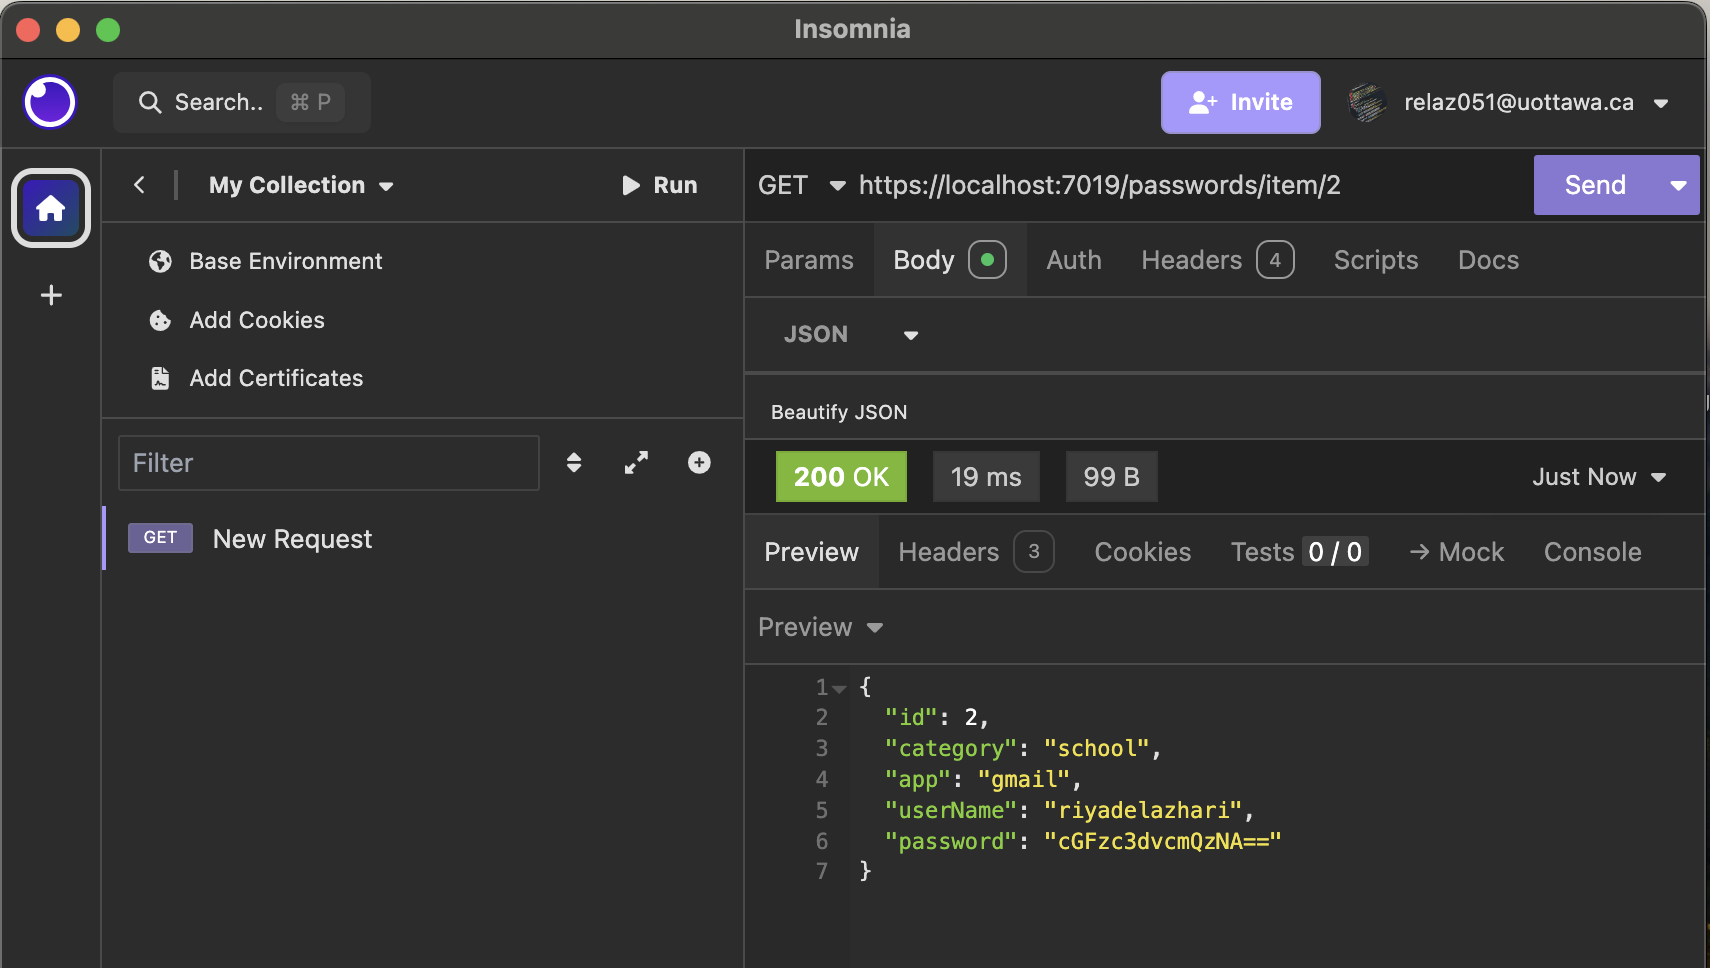 Insomnia
Search.. ⌘ P
Invite
relaz051@uottawa.ca
My Collection
Run
GET https://localhost:7019/passwords/item/2
Send
Base Environment
Add Cookies
Add Certificates
Params Body Auth Headers 4 Scripts Docs
JSON
Beautify JSON
Filter
GET New Request
200 OK 19 ms 99 B Just Now
Preview Headers 3 Cookies Tests 0 / 0 → Mock Console
Preview
1 {
2 "id": 2,
3 "category": "school",
4 "app": "gmail",
5 "userName": "riyadelazhari",
6 "password": "cGFzc3dvcmQzNA=="
7 }